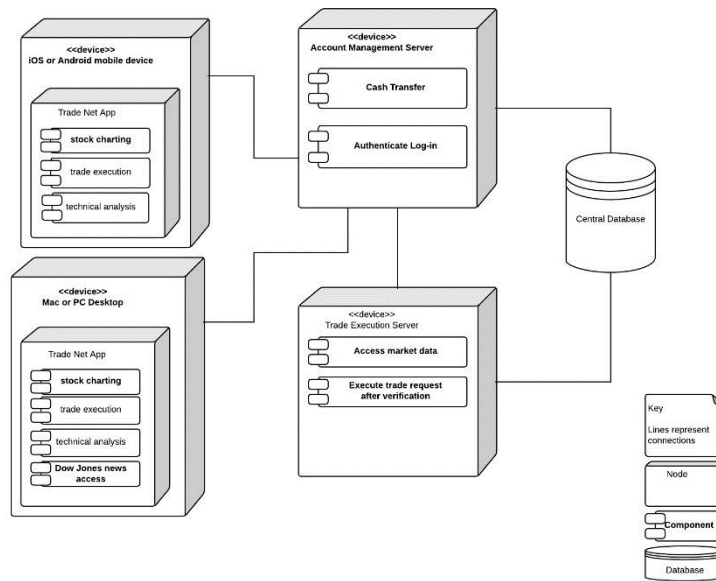 <<device>>
iOS or Android mobile device
Trade Net App
stock charting
trade execution
technical analysis
<<device>>
Account Management Server
Cash Transfer
Authenticate Log-in
Central Database
<<device>>
Mac or PC Desktop
Trade Net App
stock charting
trade execution
technical analysis
Dow Jones news
access
<<device>>
Trade Execution Server
Access market data
Execute trade request
after verification
Key
Lines represent
connections
Node
Component
Database